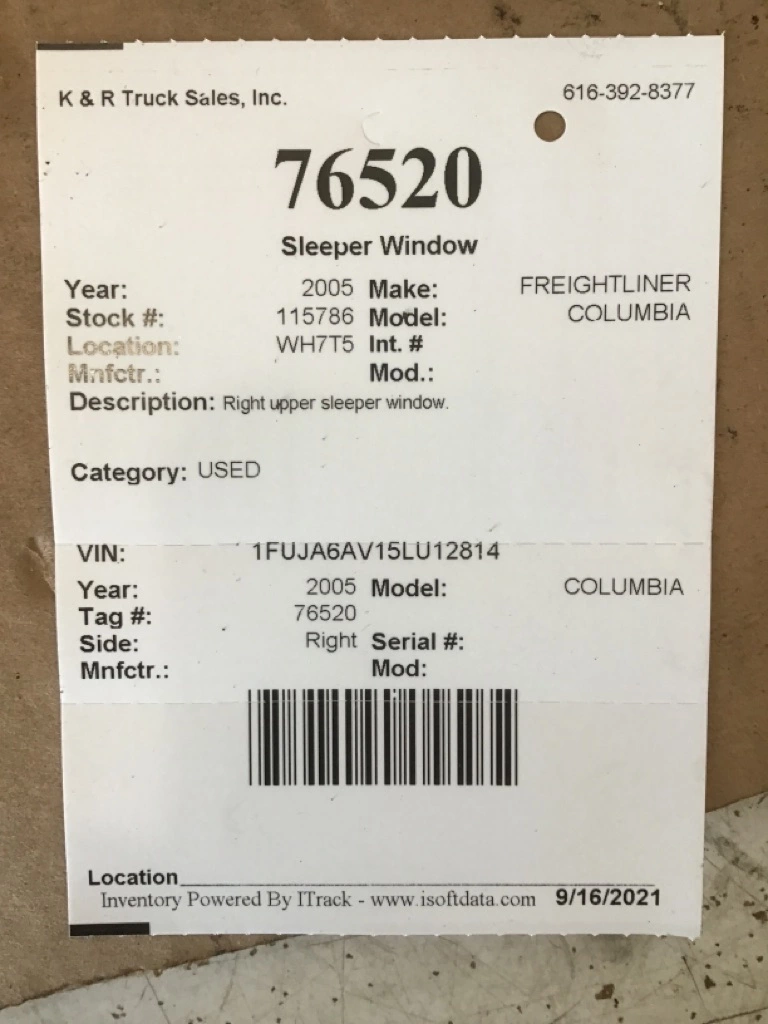 K & R Truck Sales, Inc. 616-392-8377
76520
Sleeper Window
Year: 2005 Make: FREIGHTLINER
Stock #: 115786 Model: COLUMBIA
Location: WH7T5 Int. #
Mnfctr.: Mod.:
Description: Right upper sleeper window.
Category: USED
VIN: 1FUJA6AV15LU12814
Year: 2005 Model: COLUMBIA
Tag #: 76520
Side: Right Serial #:
Mnfctr.: Mod:
Location
Inventory Powered By ITrack - www.isoftdata.com 9/16/2021